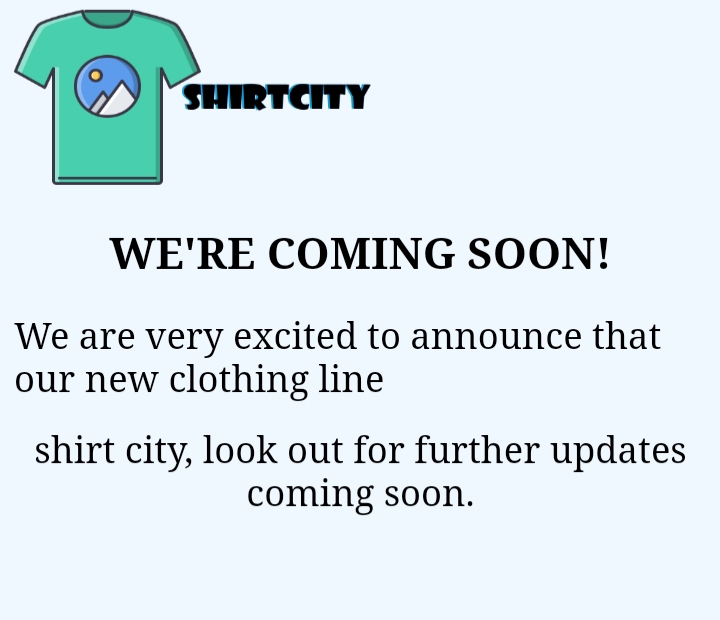 SHIRTCITY
WE'RE COMING SOON!
We are very excited to announce that
our new clothing line
shirt city, look out for further updates
coming soon.